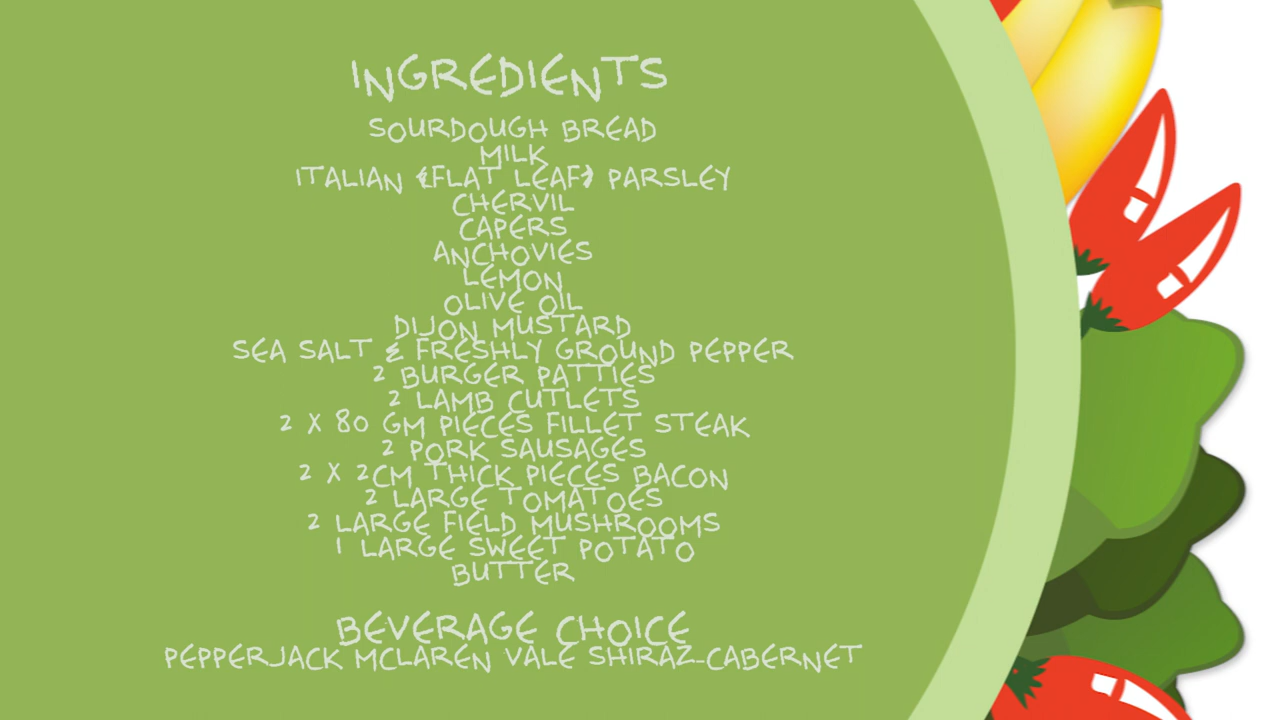 INGREDIENTS
SOURDOUGH BREAD
MILK
ITALIAN {FLAT LEAF} PARSLEY
CHERVIL
CAPERS
ANCHOVIES
LEMON
OLIVE OIL
DIJON MUSTARD
SEA SALT & FRESHLY GROUND PEPPER
2 BURGER PATTIES
2 LAMB CUTLETS
2 X 80 GM PIECES FILLET STEAK
2 PORK SAUSAGES
2 X 2CM THICK PIECES BACON
2 LARGE TOMATOES
2 LARGE FIELD MUSHROOMS
1 LARGE SWEET POTATO
BUTTER
BEVERAGE CHOICE
PEPPERJACK MCLAREN VALE SHIRAZ-CABERNET